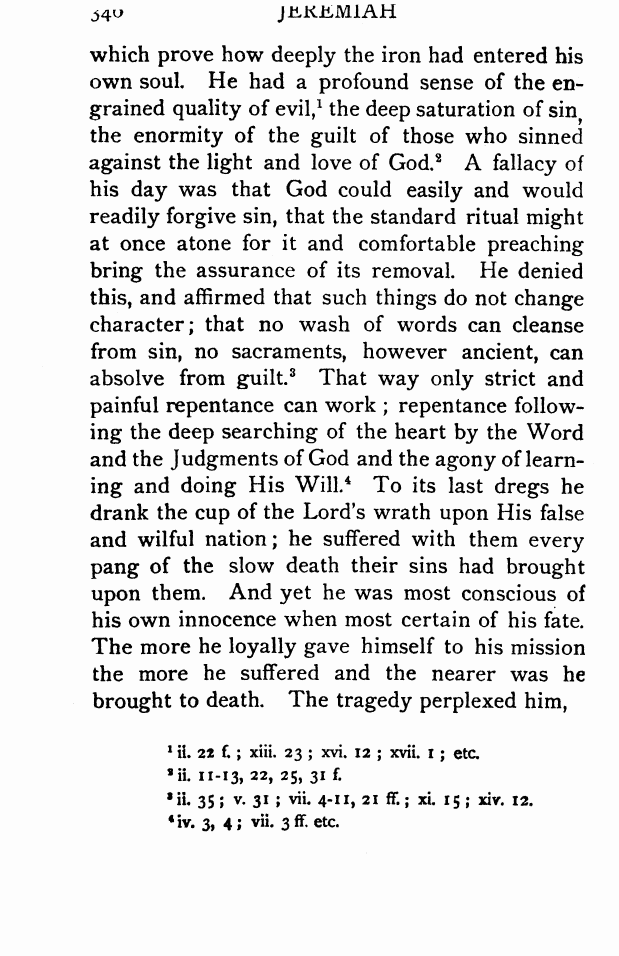 340 JEREMIAH
which prove how deeply the iron had entered his
own soul. He had a profound sense of the en-
grained quality of evil,¹ the deep saturation of sin,
the enormity of the guilt of those who sinned
against the light and love of God.² A fallacy of
his day was that God could easily and would
readily forgive sin, that the standard ritual might
at once atone for it and comfortable preaching
bring the assurance of its removal. He denied
this, and affirmed that such things do not change
character; that no wash of words can cleanse
from sin, no sacraments, however ancient, can
absolve from guilt.³ That way only strict and
painful repentance can work ; repentance follow-
ing the deep searching of the heart by the Word
and the Judgments of God and the agony of learn-
ing and doing His Will.⁴ To its last dregs he
drank the cup of the Lord's wrath upon His false
and wilful nation; he suffered with them every
pang of the slow death their sins had brought
upon them. And yet he was most conscious of
his own innocence when most certain of his fate.
The more he loyally gave himself to his mission
the more he suffered and the nearer was he
brought to death. The tragedy perplexed him,
¹ ii. 22 f. ; xiii. 23 ; xvi. 12 ; xvii. 1 ; etc.
² ii. 11-13, 22, 25, 31 f.
³ ii. 35 ; v. 31 ; vii. 4-11, 21 ff. ; xi. 15 ; xiv. 12.
⁴ iv. 3, 4 ; vii. 3 ff. etc.